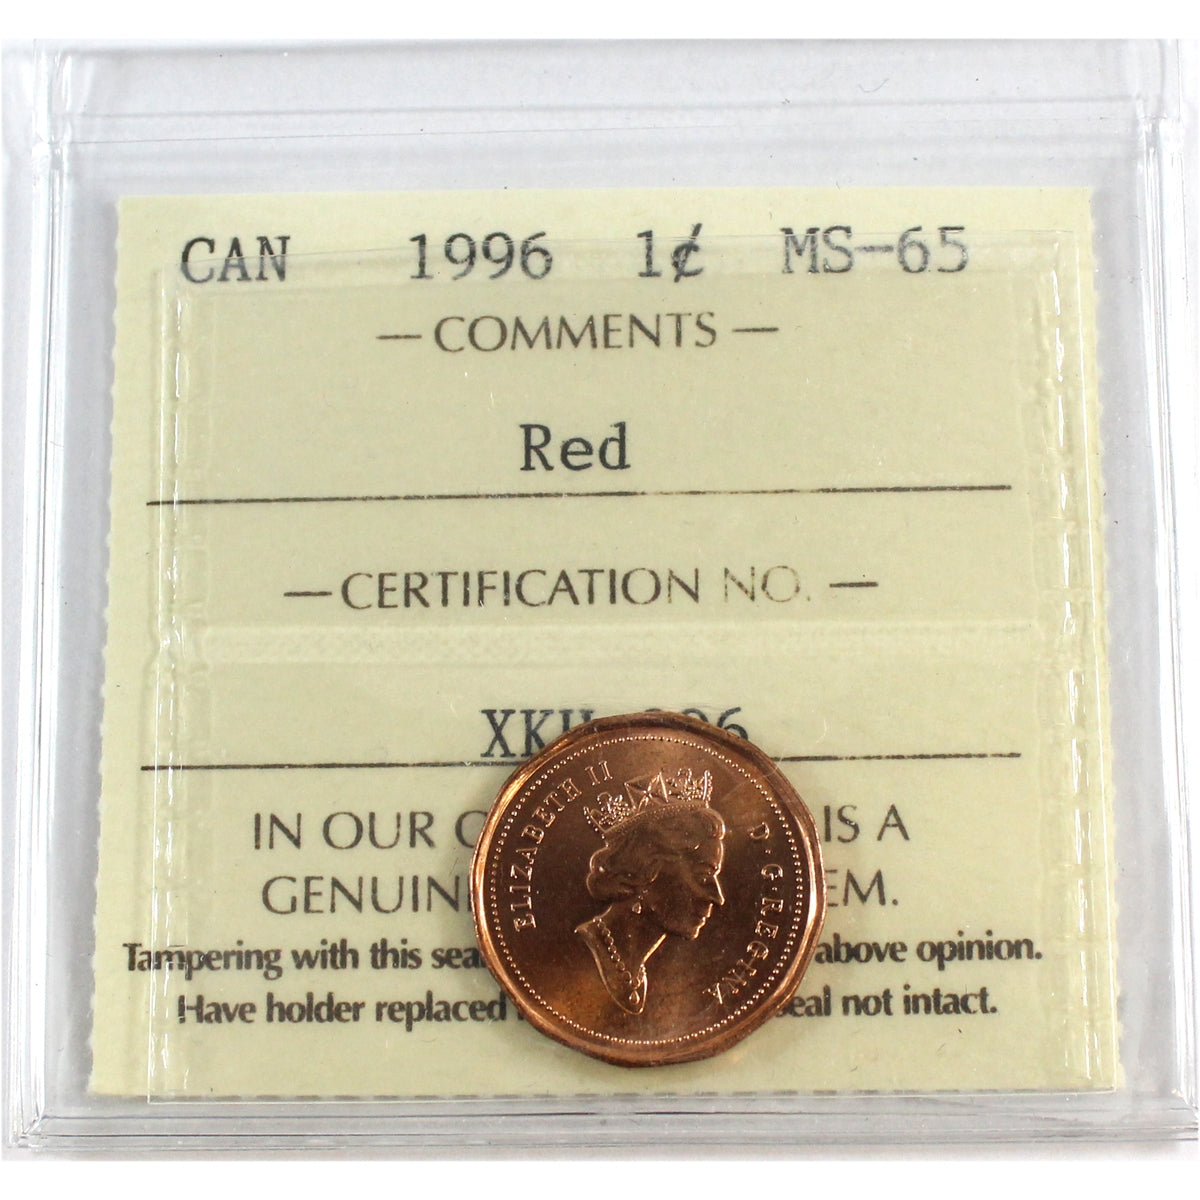 CAN 1996 1¢ MS-65
— COMMENTS —
Red
— CERTIFICATION NO. —
IN OUR IS A
GENUIN EM.
Tampering with this sea above opinion.
Have holder replaced eal not intact.
ELIZABETH II D·G·REGINA